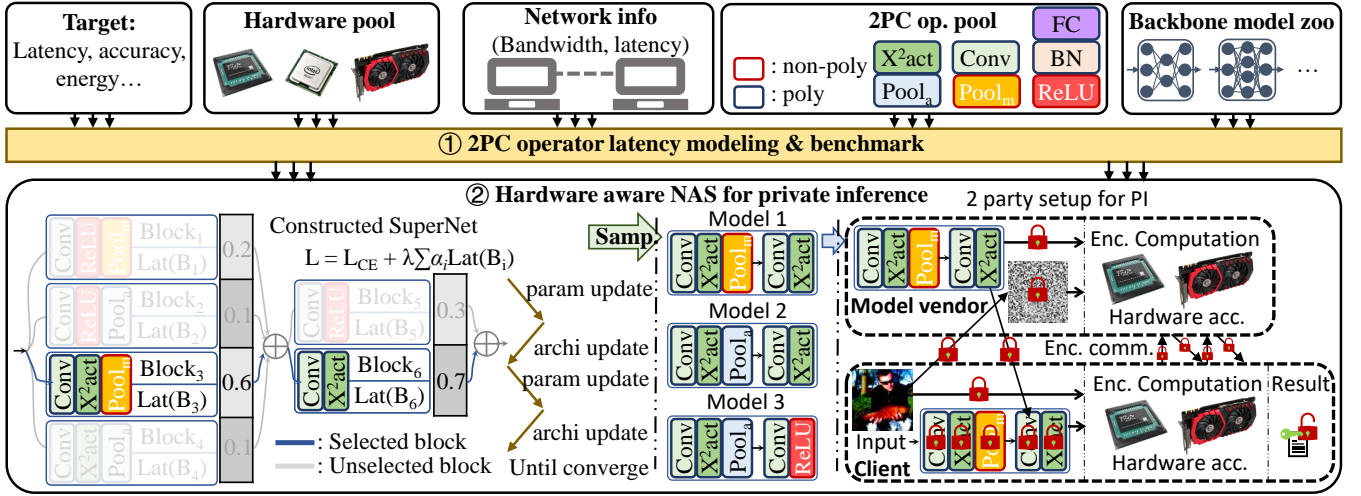 Target:
Latency, accuracy,
energy…
Hardware pool
Network info
(Bandwidth, latency)
2PC op. pool
: non-poly
: poly
X²act
Conv
FC
BN
Poolₐ
Poolₘ
ReLU
Backbone model zoo
…
① 2PC operator latency modeling & benchmark
② Hardware aware NAS for private inference
Conv
ReLU
Poolₘ
Block₁
Lat(B₁)
0.2
Conv
ReLU
Poolₐ
Block₂
Lat(B₂)
0.1
Conv
X²act
Poolₘ
Block₃
Lat(B₃)
0.6
Conv
X²act
Poolₐ
Block₄
Lat(B₄)
0.1
Constructed SuperNet
L = L_CE + λ∑αᵢLat(Bᵢ)
Conv
ReLU
Block₅
Lat(B₅)
0.3
Conv
X²act
Block₆
Lat(B₆)
0.7
: Selected block
: Unselected block
param update
archi update
param update
archi update
Until converge
Samp.
Model 1
Conv
X²act
Poolₘ
Conv
X²act
Model 2
Conv
X²act
Poolₐ
Conv
X²act
Model 3
Conv
X²act
Poolₐ
Conv
ReLU
2 party setup for PI
Conv
X²act
Poolₘ
Conv
X²act
Model vendor
Enc. Computation
Hardware acc.
Enc. comm.
Input
Client
Enc. Computation
Hardware acc.
Result